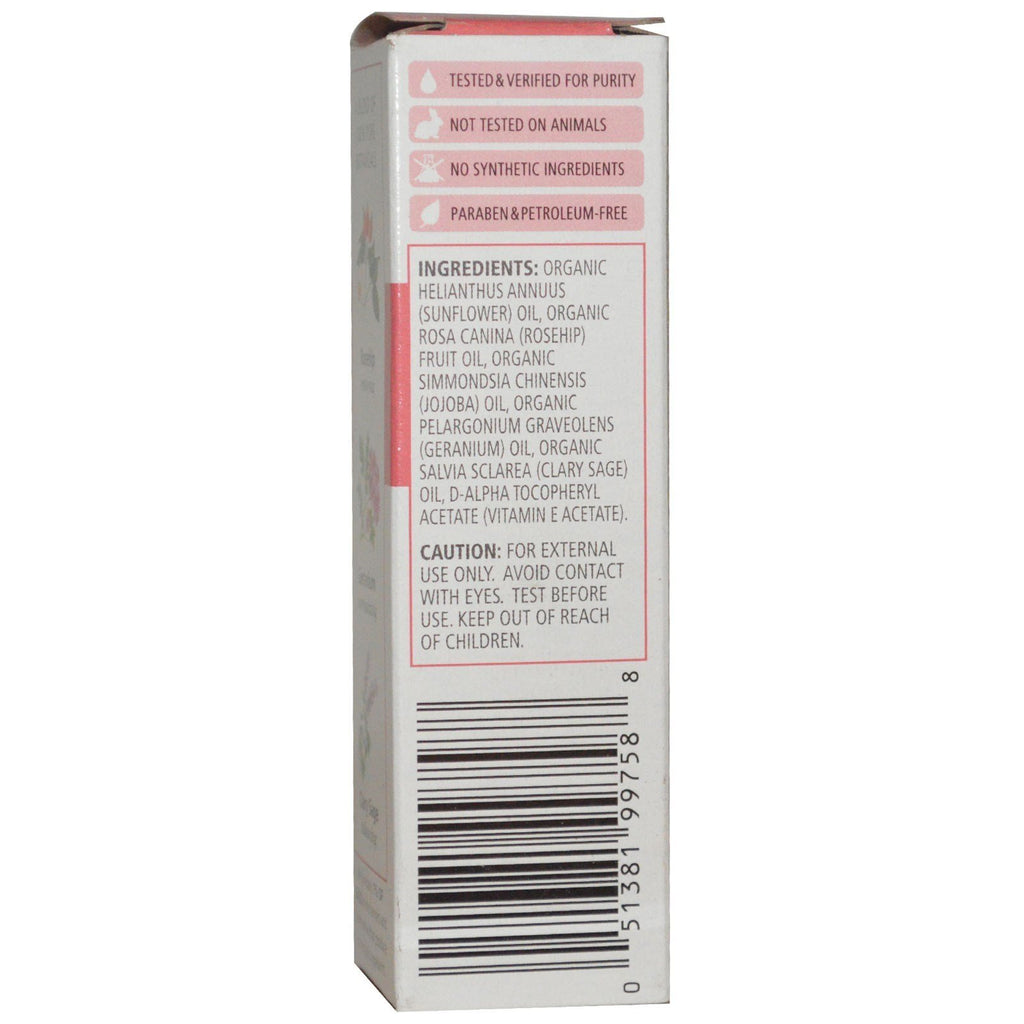 TESTED & VERIFIED FOR PURITY
NOT TESTED ON ANIMALS
NO SYNTHETIC INGREDIENTS
PARABEN & PETROLEUM-FREE
INGREDIENTS: ORGANIC
HELIANTHUS ANNUUS
(SUNFLOWER) OIL, ORGANIC
ROSA CANINA (ROSEHIP)
FRUIT OIL, ORGANIC
SIMMONDSIA CHINENSIS
(JOJOBA) OIL, ORGANIC
PELARGONIUM GRAVEOLENS
(GERANIUM) OIL, ORGANIC
SALVIA SCLAREA (CLARY SAGE)
OIL, D-ALPHA TOCOPHERYL
ACETATE (VITAMIN E ACETATE).
CAUTION: FOR EXTERNAL
USE ONLY. AVOID CONTACT
WITH EYES. TEST BEFORE
USE. KEEP OUT OF REACH
OF CHILDREN.
0 51381 99758 8
Sage